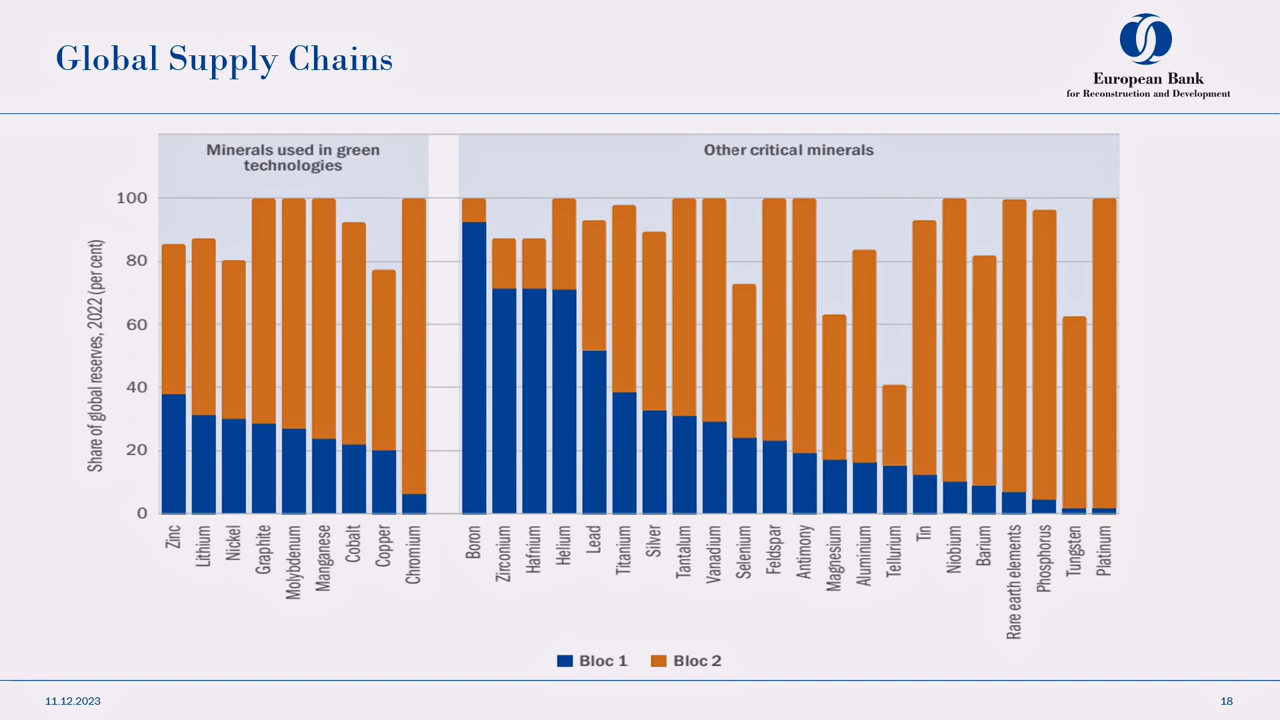 Global Supply Chains
European Bank
for Reconstruction and Development
Minerals used in green
technologies
Other critical minerals
Share of global reserves, 2022 (per cent)
100
80
60
40
20
0
Zinc
Lithium
Nickel
Graphite
Molybdenum
Manganese
Cobalt
Copper
Chromium
Boron
Zirconium
Hafnium
Helium
Lead
Titanium
Silver
Tantalum
Vanadium
Selenium
Feldspar
Antimony
Magnesium
Aluminium
Tellurium
Tin
Niobium
Barium
Rare earth elements
Phosphorus
Tungsten
Platinum
Bloc 1
Bloc 2
11.12.2023
18